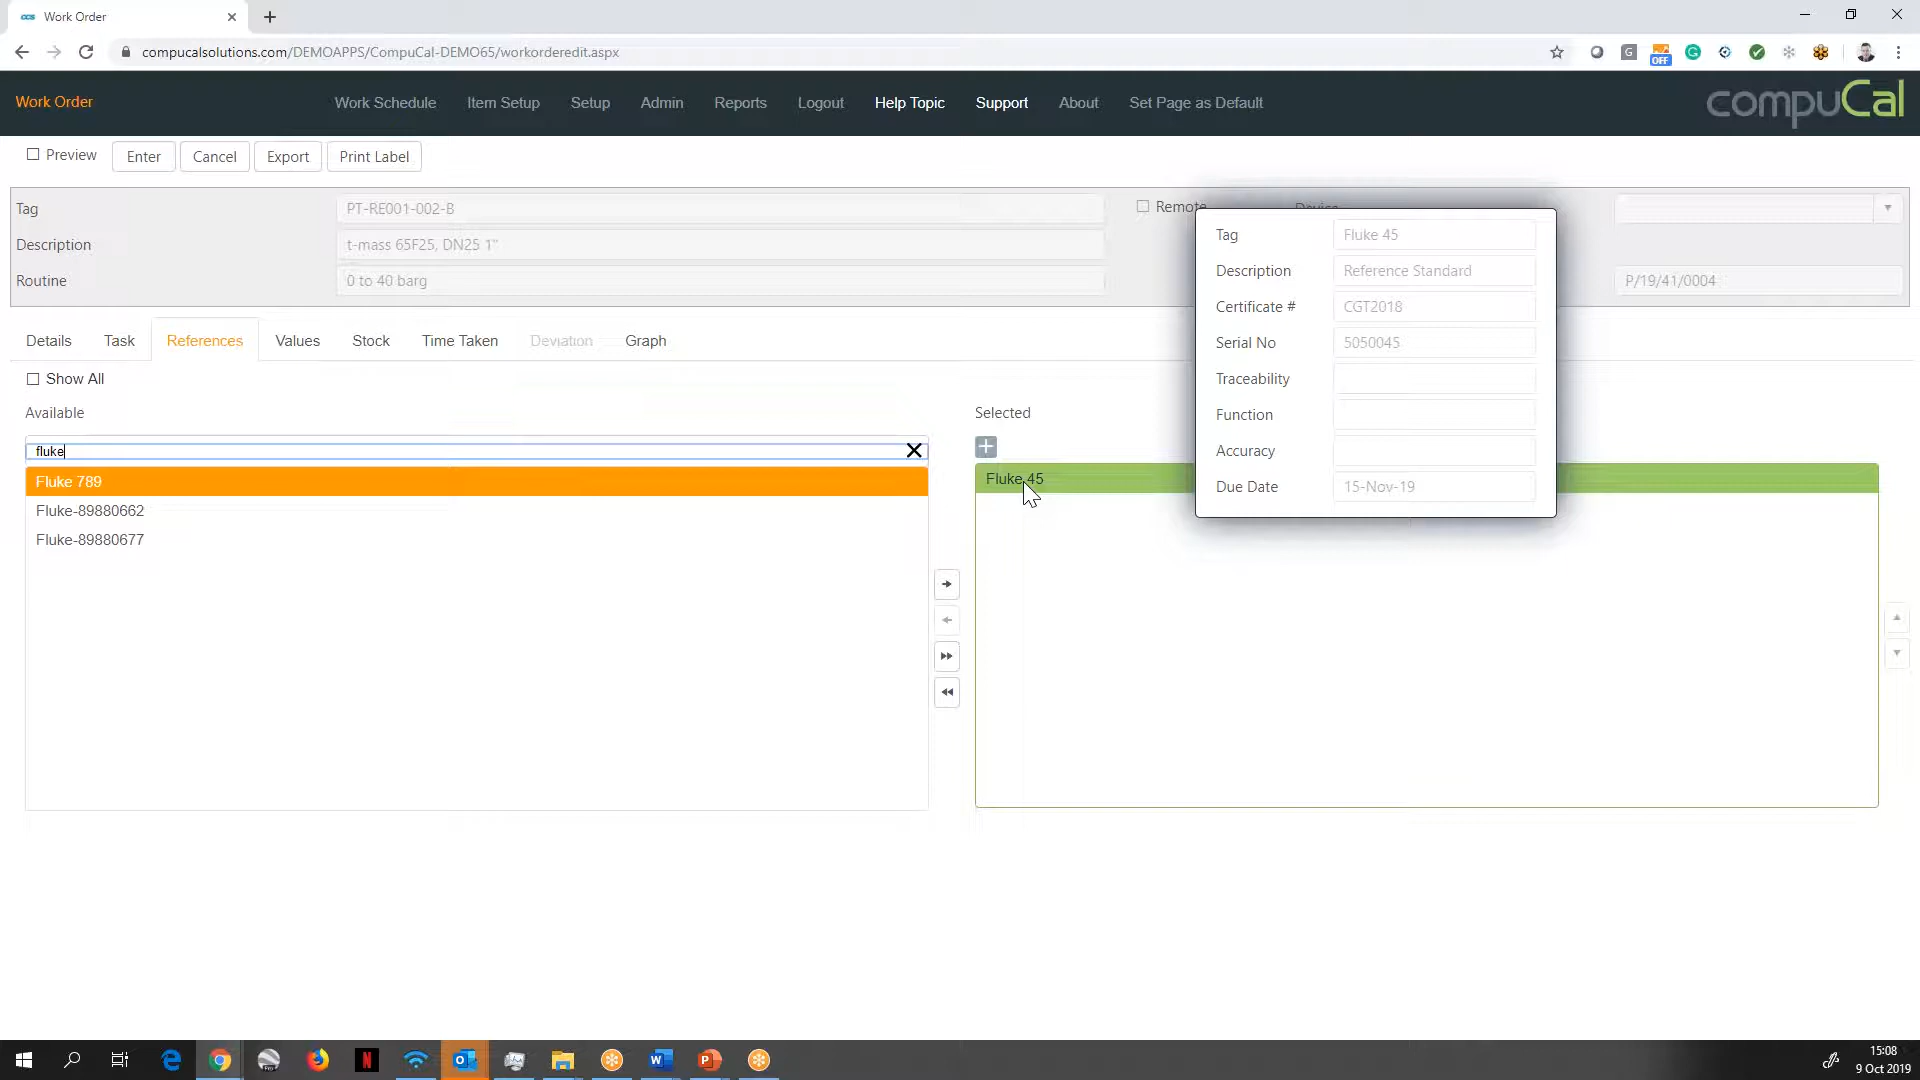 Work Order
compucalsolutions.com/DEMOAPPS/CompuCal-DEMO65/workorderedit.aspx
OFF
Work Order
Work Schedule
Item Setup
Setup
Admin
Reports
Logout
Help Topic
Support
About
Set Page as Default
compuCal
Preview
Enter
Cancel
Export
Print Label
Tag
PT-RE001-002-B
Remote
Device
Description
t-mass 65F25, DN25 1"
Routine
0 to 40 barg
P/19/41/0004
Tag
Fluke 45
Description
Reference Standard
Certificate #
CGT2018
Serial No
5050045
Traceability
Function
Accuracy
Due Date
15-Nov-19
Details
Task
References
Values
Stock
Time Taken
Deviation
Graph
Show All
Available
fluke
Fluke 789
Fluke-89880662
Fluke-89880677
Selected
Fluke 45
15:08
9 Oct 2019